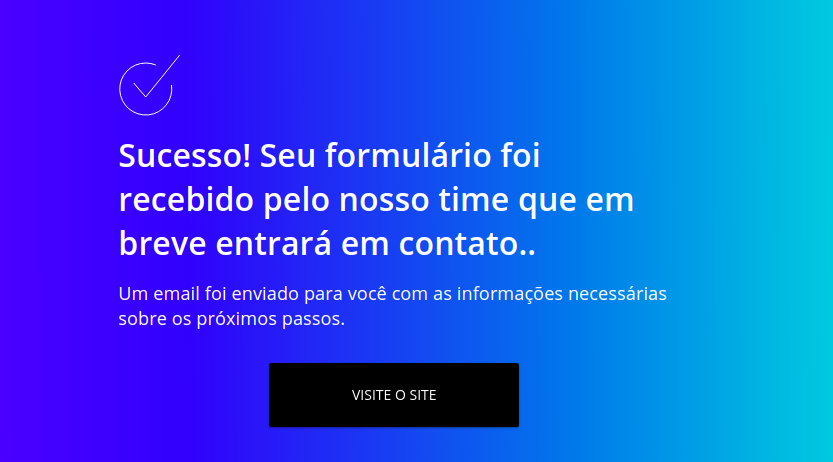 Sucesso! Seu formulário foi
recebido pelo nosso time que em
breve entrará em contato..
Um email foi enviado para você com as informações necessárias
sobre os próximos passos.
VISITE O SITE